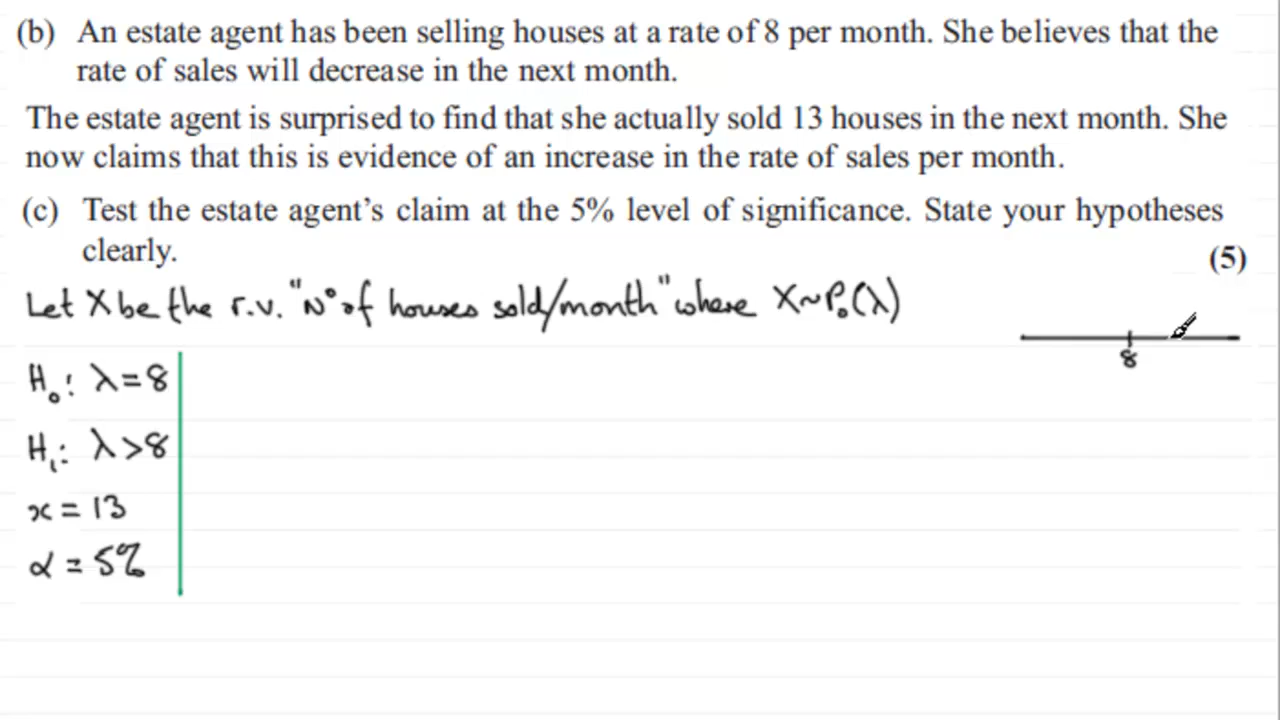 (b) An estate agent has been selling houses at a rate of 8 per month. She believes that the
rate of sales will decrease in the next month.
The estate agent is surprised to find that she actually sold 13 houses in the next month. She
now claims that this is evidence of an increase in the rate of sales per month.
(c) Test the estate agent's claim at the 5% level of significance. State your hypotheses
clearly.
(5)
Let X be the r.v. "N° of houses sold/month" where X~Po(λ)
8
H₀: λ=8
H₁: λ>8
x = 13
α = 5%